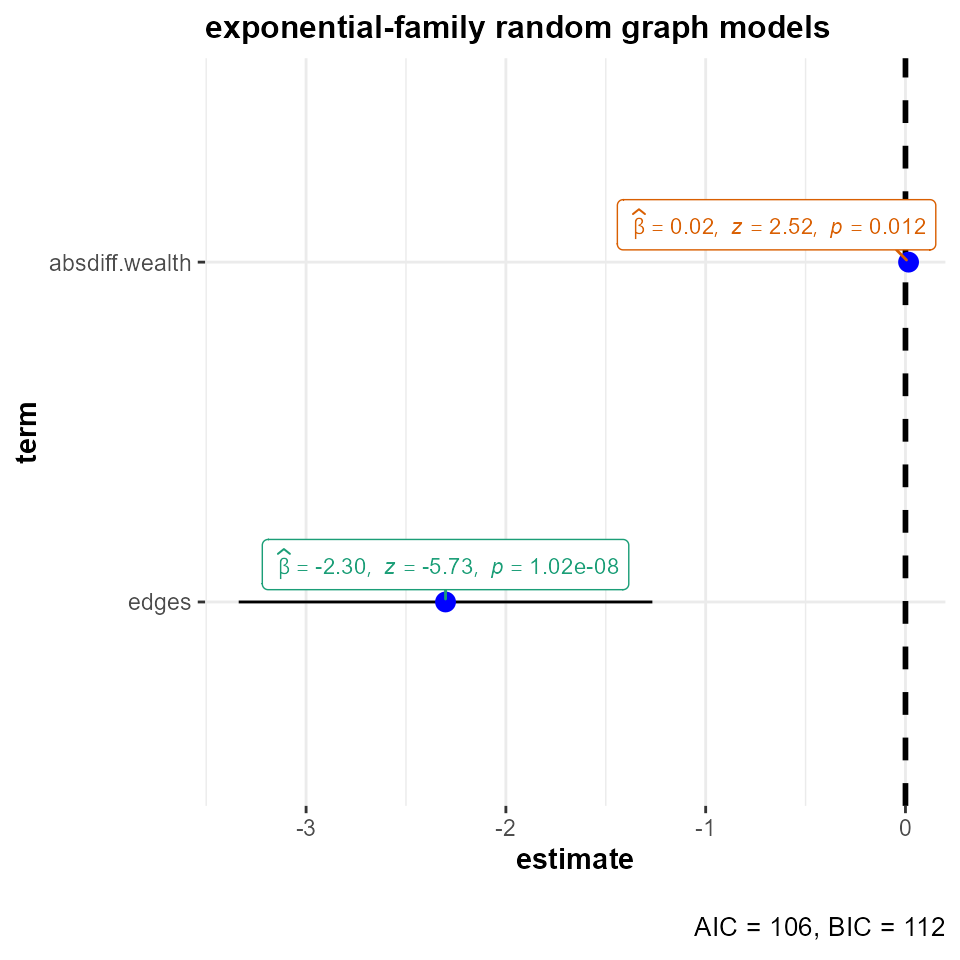 exponential-family random graph models
β̂ = 0.02, z = 2.52, p = 0.012
absdiff.wealth
term
β̂ = -2.30, z = -5.73, p = 1.02e-08
edges
-3 -2 -1 0
estimate
AIC = 106, BIC = 112